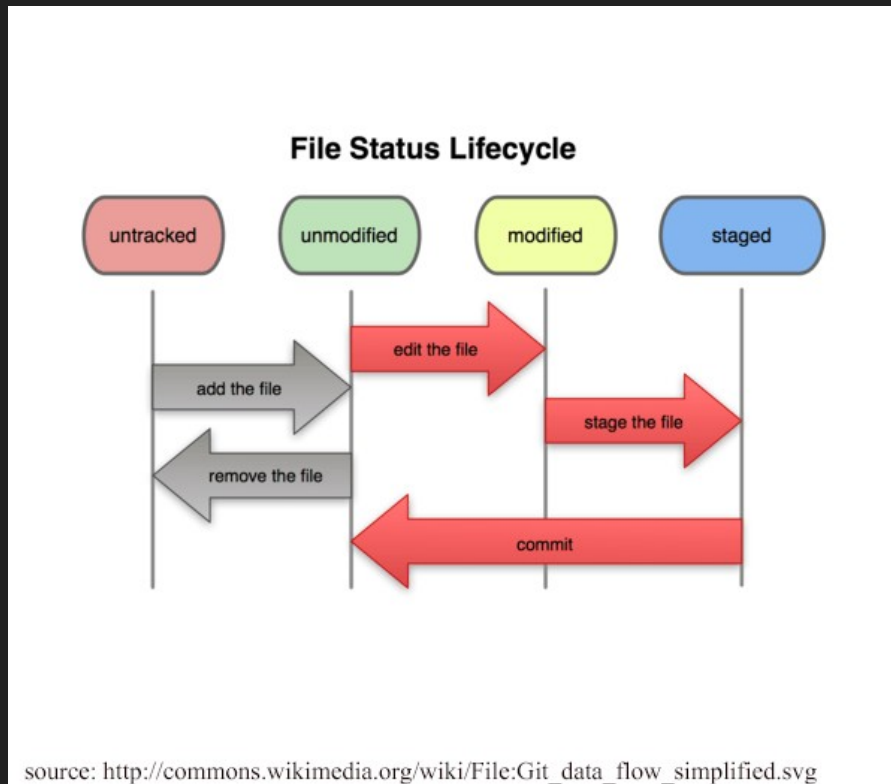 File Status Lifecycle
untracked unmodified modified staged
edit the file
add the file
stage the file
remove the file
commit
source: http://commons.wikimedia.org/wiki/File:Git_data_flow_simplified.svg